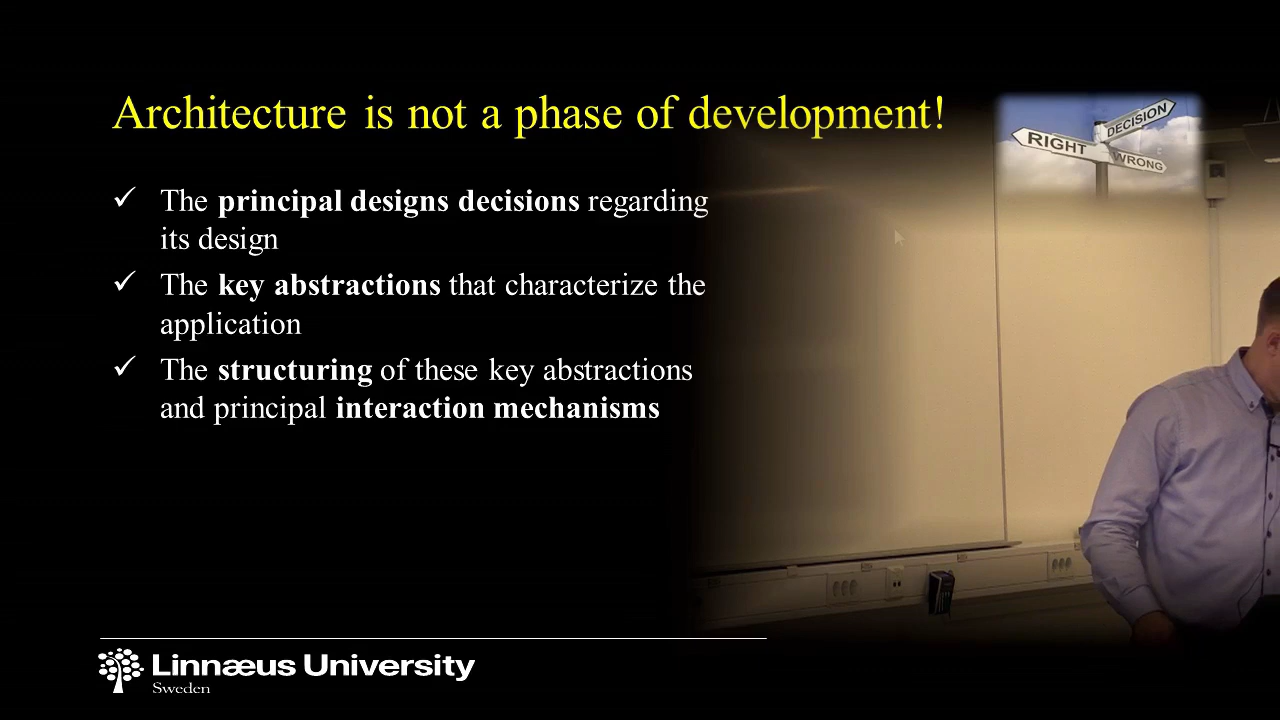 Architecture is not a phase of development!
DECISION
RIGHT
WRONG
✓ The principal designs decisions regarding
its design
✓ The key abstractions that characterize the
application
✓ The structuring of these key abstractions
and principal interaction mechanisms
Linnæus University
Sweden